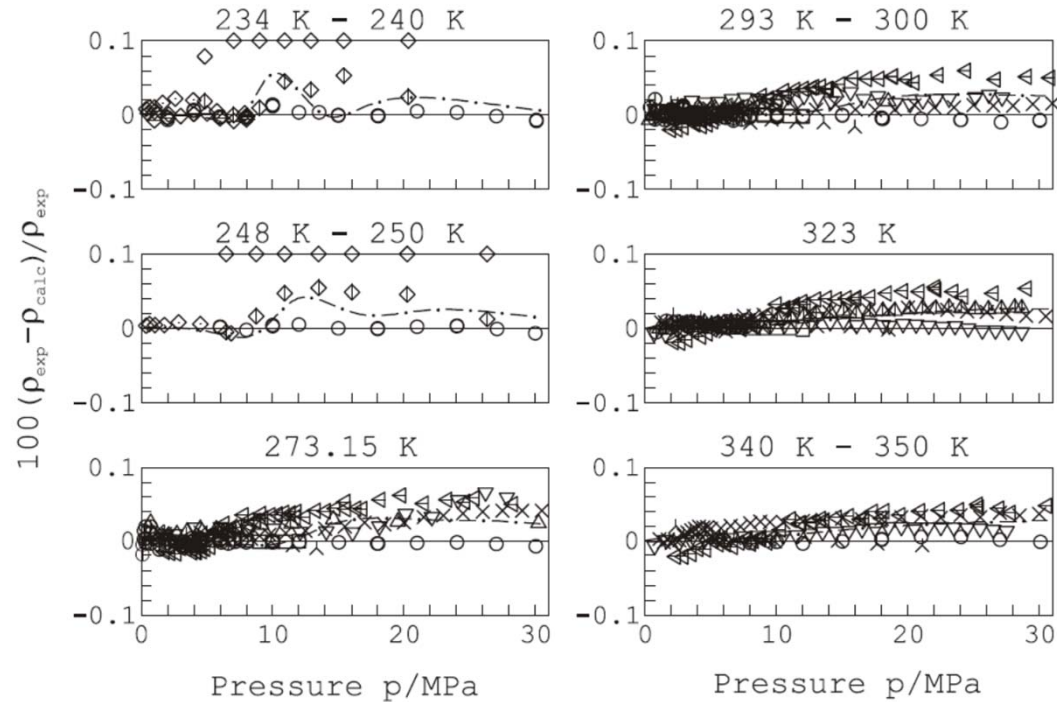 100(ρexp−ρcalc)/ρexp
234 K − 240 K
0.1
0
−0.1
293 K − 300 K
0.1
0
−0.1
248 K − 250 K
0.1
0
−0.1
323 K
0.1
0
−0.1
273.15 K
0.1
0
−0.1
0 10 20 30
Pressure p/MPa
340 K − 350 K
0.1
0
−0.1
0 10 20 30
Pressure p/MPa